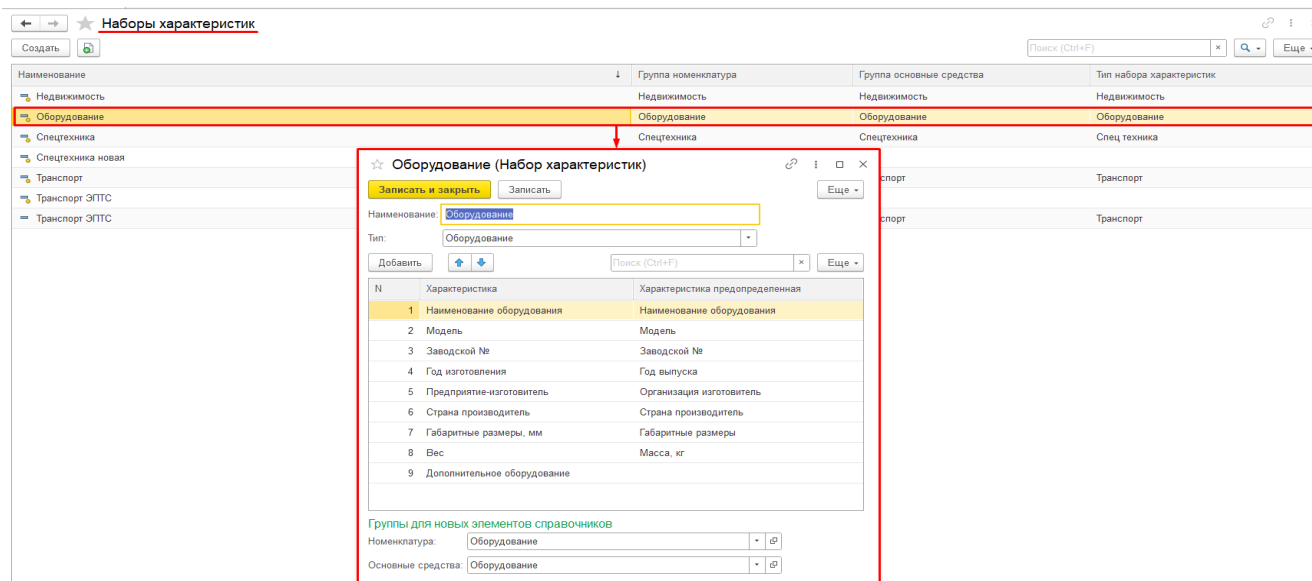 Наборы характеристик
Создать Поиск (Ctrl+F) × Еще
Наименование ↓ Группа номенклатура Группа основные средства Тип набора характеристик
Недвижимость Недвижимость Недвижимость Недвижимость
Оборудование Оборудование Оборудование Оборудование
Спецтехника Спецтехника Спецтехника Спец техника
Спецтехника новая
Транспорт спорт Транспорт
Транспорт ЭПТС
Транспорт ЭПТС спорт Транспорт
Оборудование (Набор характеристик)
Записать и закрыть Записать Еще
Наименование: Оборудование
Тип: Оборудование
Добавить Поиск (Ctrl+F) × Еще
N Характеристика Характеристика предопределенная
1 Наименование оборудования Наименование оборудования
2 Модель Модель
3 Заводской № Заводской №
4 Год изготовления Год выпуска
5 Предприятие-изготовитель Организация изготовитель
6 Страна производитель Страна производитель
7 Габаритные размеры, мм Габаритные размеры
8 Вес Масса, кг
9 Дополнительное оборудование
Группы для новых элементов справочников
Номенклатура: Оборудование
Основные средства: Оборудование